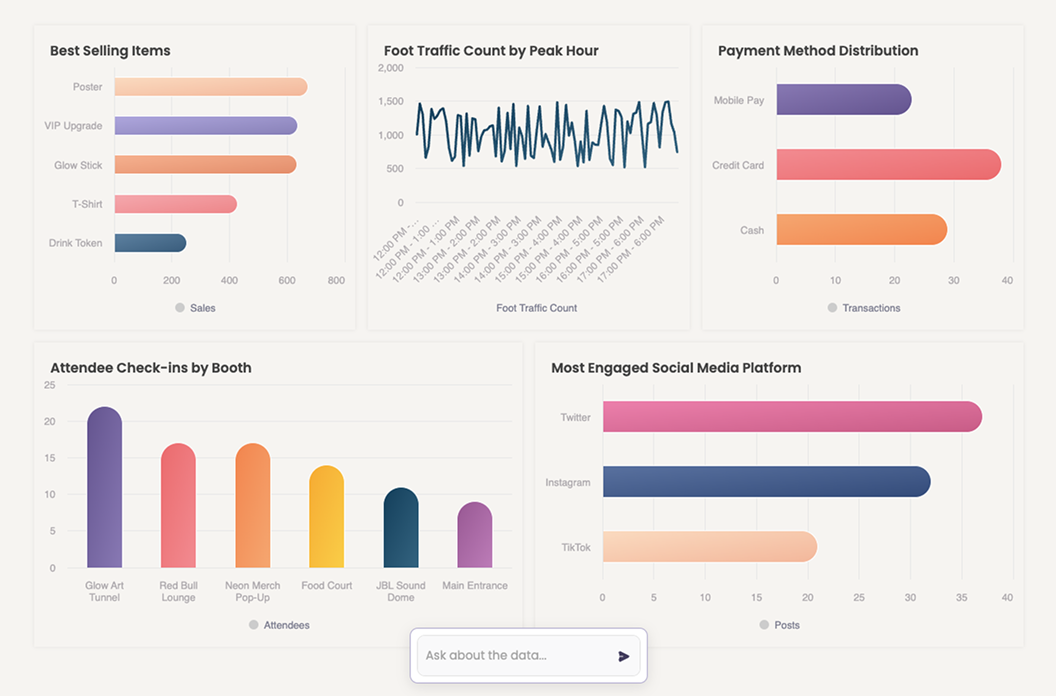 Best Selling Items
Poster
VIP Upgrade
Glow Stick
T-Shirt
Drink Token
0 200 400 600 800
Sales
Foot Traffic Count by Peak Hour
2,000
1,500
1,000
500
0
12:00 PM -...
12:00 PM - 1:00 ...
12:00 PM - 1:00 PM
13:00 PM - 2:00 PM
13:00 PM - 2:00 PM
14:00 PM - 3:00 PM
14:00 PM - 3:00 PM
15:00 PM - 4:00 PM
15:00 PM - 4:00 PM
16:00 PM - 5:00 PM
16:00 PM - 5:00 PM
17:00 PM - 6:00 PM
17:00 PM - 6:00 PM
Foot Traffic Count
Payment Method Distribution
Mobile Pay
Credit Card
Cash
0 10 20 30 40
Transactions
Attendee Check-ins by Booth
25
20
15
10
5
0
Glow Art
Tunnel
Red Bull
Lounge
Neon Merch
Pop-Up
Food Court
JBL Sound
Dome
Main Entrance
Attendees
Most Engaged Social Media Platform
Twitter
Instagram
TikTok
0 5 10 15 20 25 30 35 40
Posts
Ask about the data...